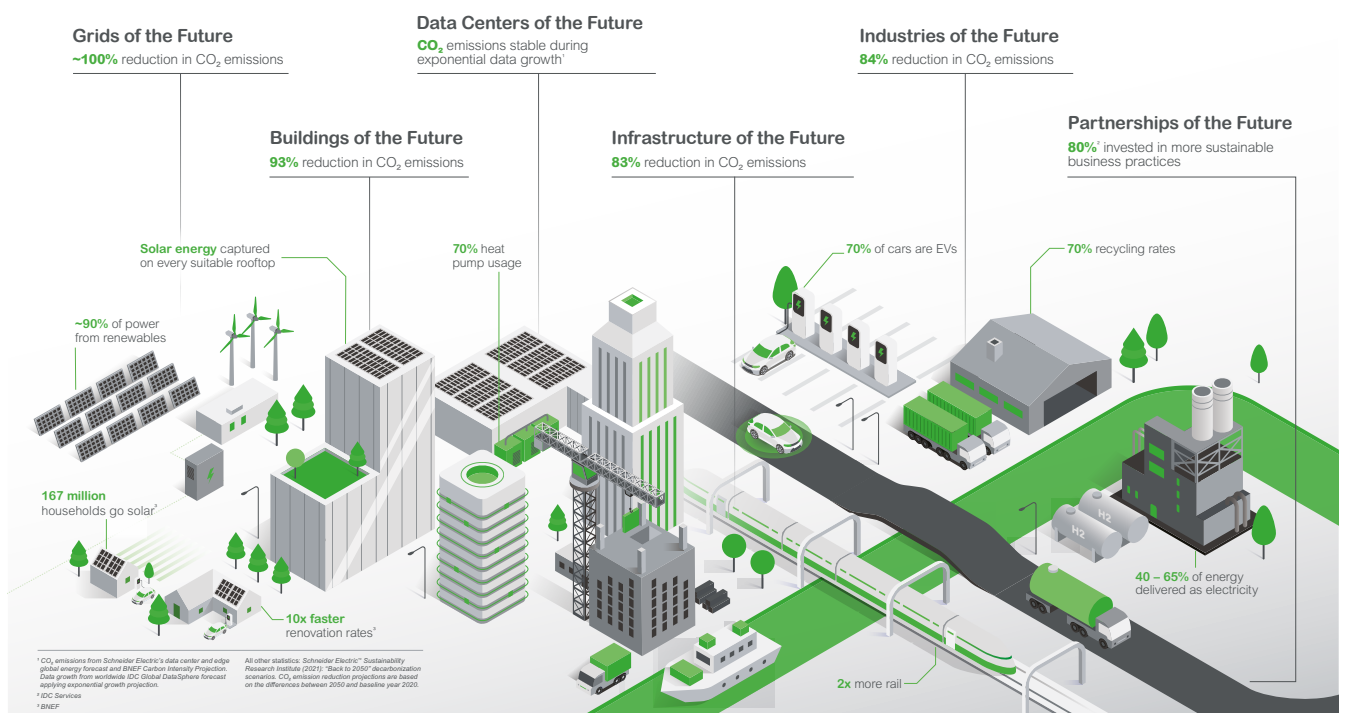 Grids of the Future
~100% reduction in CO₂ emissions
Data Centers of the Future
CO₂ emissions stable during
exponential data growth¹
Industries of the Future
84% reduction in CO₂ emissions
Buildings of the Future
93% reduction in CO₂ emissions
Infrastructure of the Future
83% reduction in CO₂ emissions
Partnerships of the Future
80%² invested in more sustainable
business practices
Solar energy captured
on every suitable rooftop
70% heat
pump usage
70% of cars are EVs
70% recycling rates
~90% of power
from renewables
167 million
households go solar³
H2
H2
40 – 65% of energy
delivered as electricity
10x faster
renovation rates³
2x more rail
¹ CO₂ emissions from Schneider Electric's data center and edge
global energy forecast and BNEF Carbon Intensity Projection.
Data growth from worldwide IDC Global DataSphere forecast
applying exponential growth projection.
² IDC Services
³ BNEF
All other statistics: Schneider Electric™ Sustainability
Research Institute (2021): "Back to 2050" decarbonization
scenarios. CO₂ emission reduction projections are based
on the differences between 2050 and baseline year 2020.